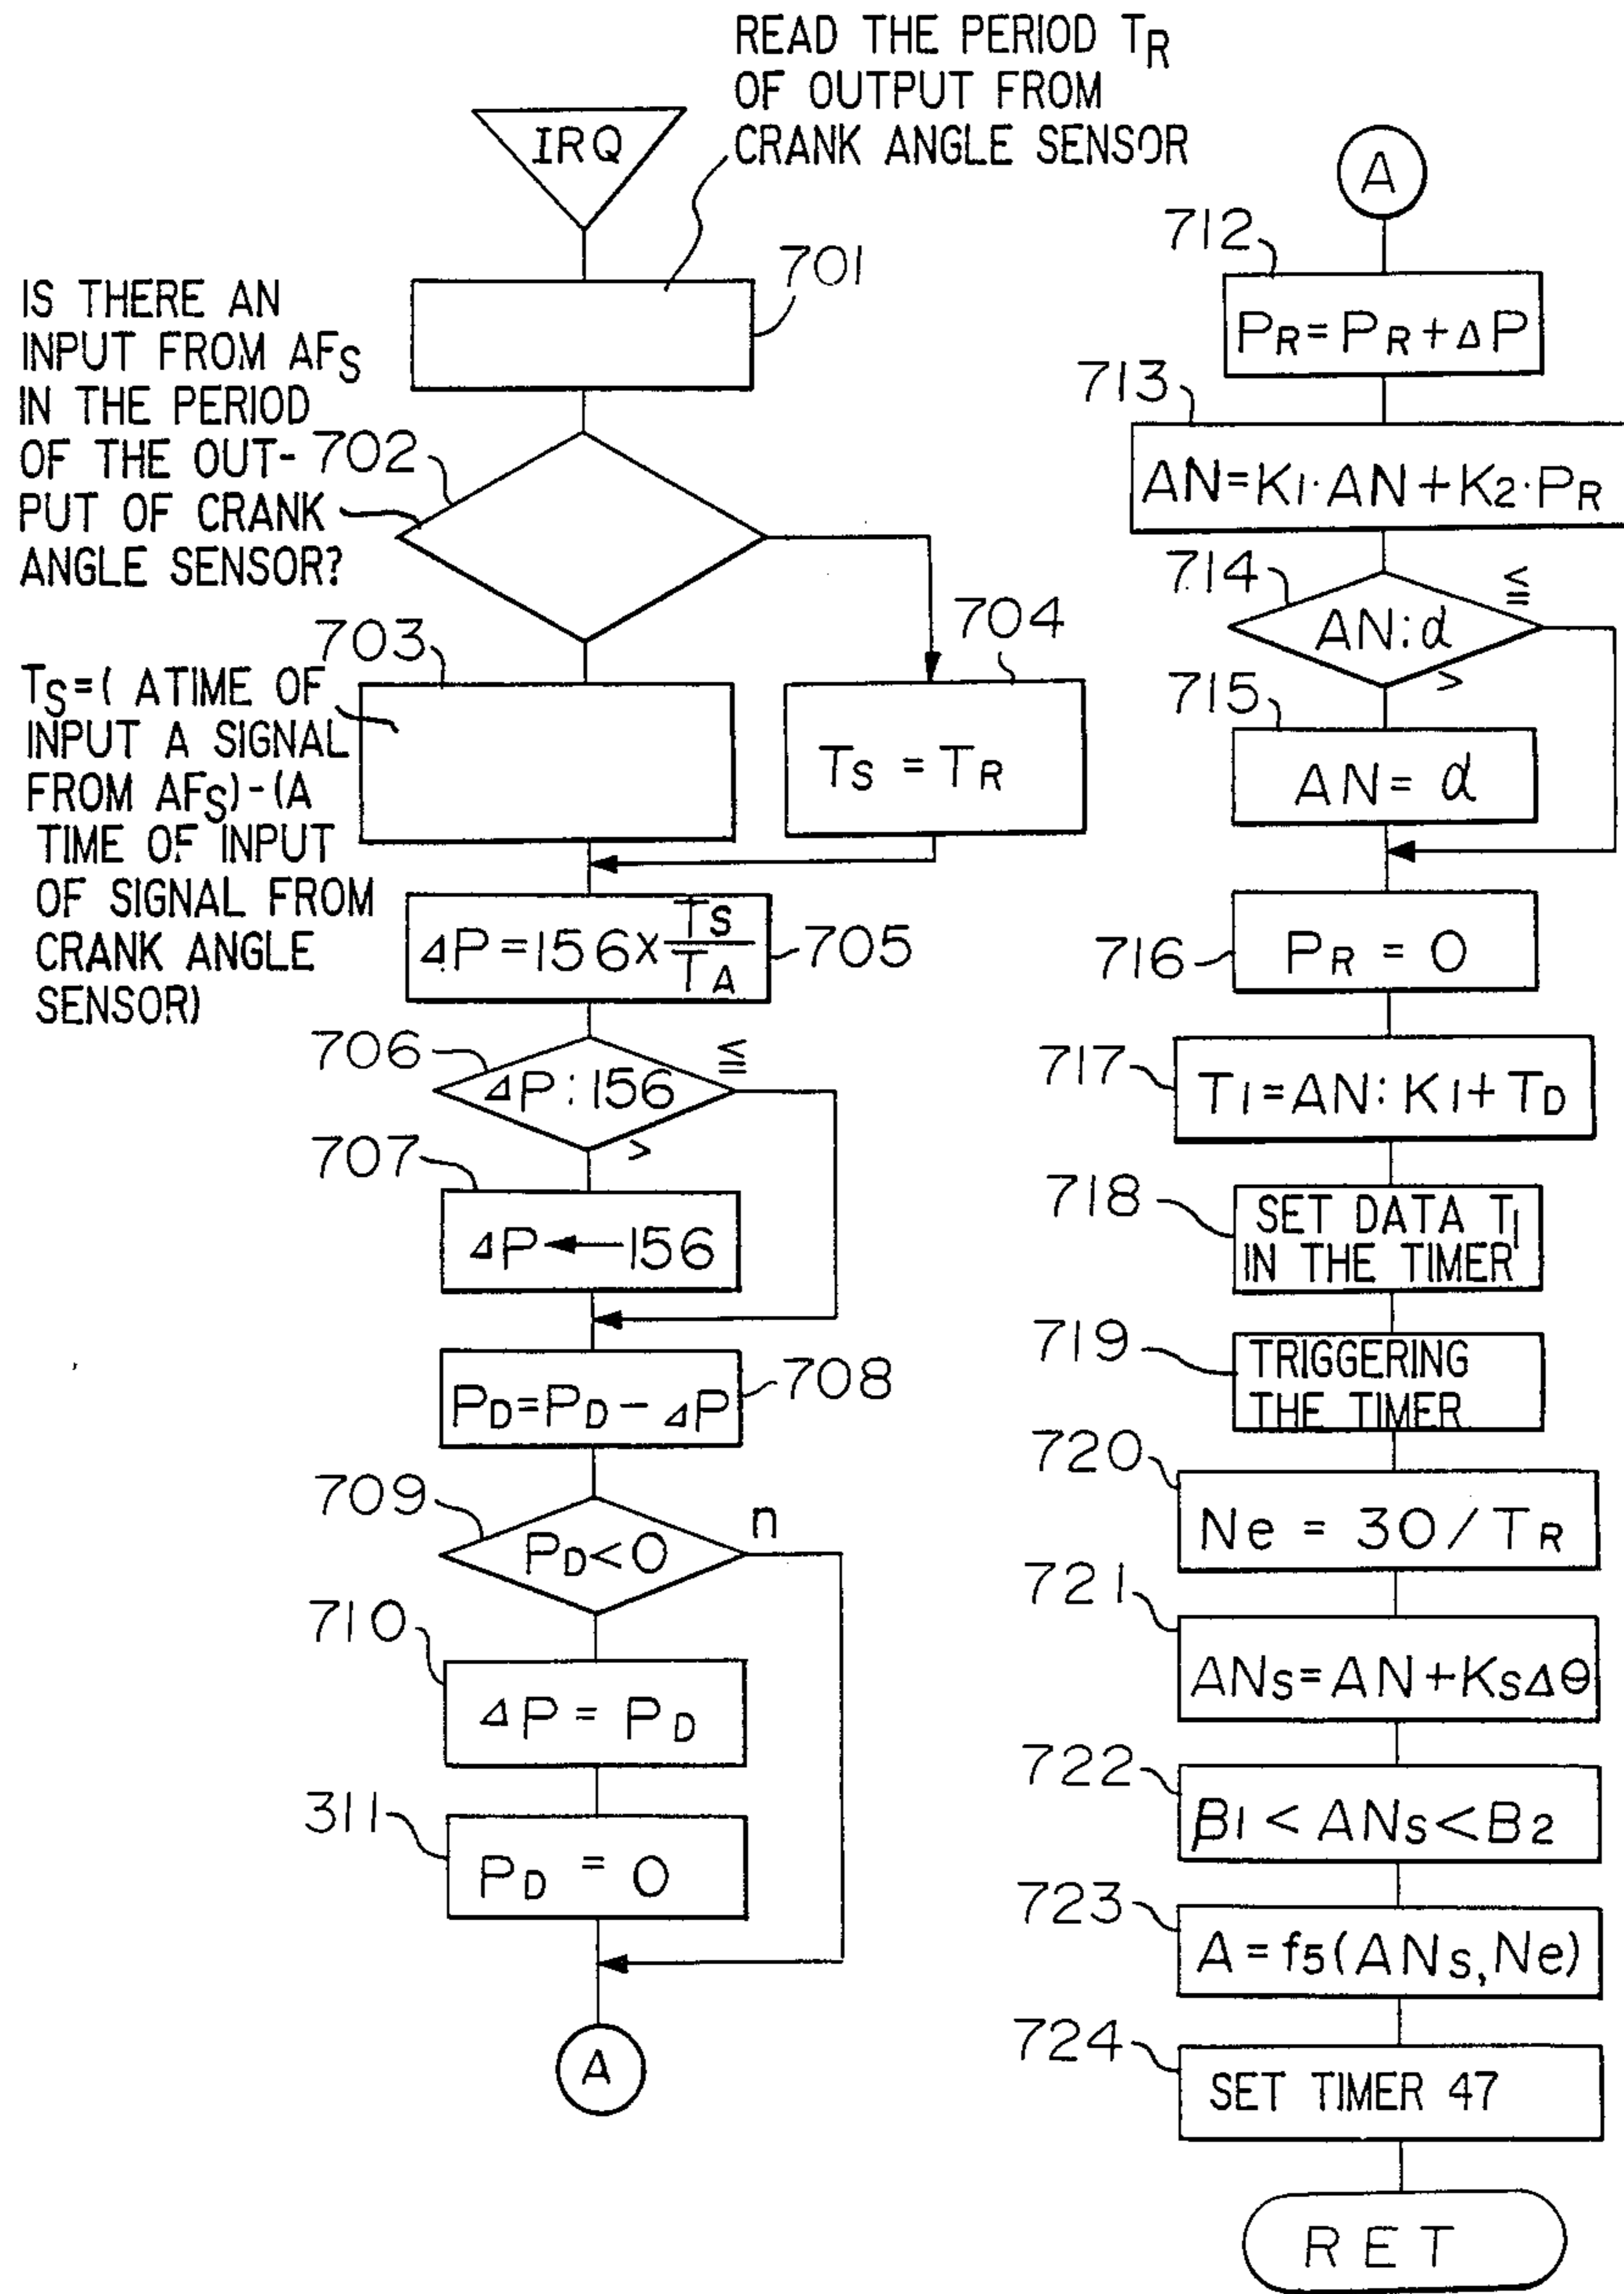 READ THE PERIOD TR
OF OUTPUT FROM
CRANK ANGLE SENSOR
IRQ
701
IS THERE AN
INPUT FROM AFS
IN THE PERIOD
OF THE OUT-
PUT OF CRANK
ANGLE SENSOR?
702
703
TS=( ATIME OF
INPUT A SIGNAL
FROM AFS)-(A
TIME OF INPUT
OF SIGNAL FROM
CRANK ANGLE
SENSOR)
704
TS = TR
ΔP=156×TS/TA
705
706
ΔP:156
≦
>
707
ΔP←156
PD=PD-ΔP
708
709
PD<0
n
710
ΔP = PD
311
PD = 0
A
A
712
PR=PR+ΔP
713
AN=K1·AN+K2·PR
714
AN:α
≦
>
715
AN=α
716
PR = 0
717
T1=AN:K1+TD
718
SET DATA T1
IN THE TIMER
719
TRIGGERING
THE TIMER
720
Ne = 30/TR
721
ANS=AN+KSΔθ
722
β1<ANS<B2
723
A=f5(ANS,Ne)
724
SET TIMER 47
RET